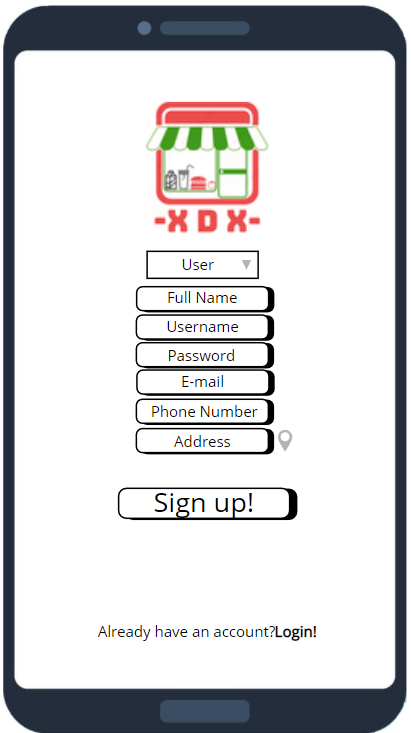 -XDX-
User
Full Name
Username
Password
E-mail
Phone Number
Address
Sign up!
Already have an account?Login!